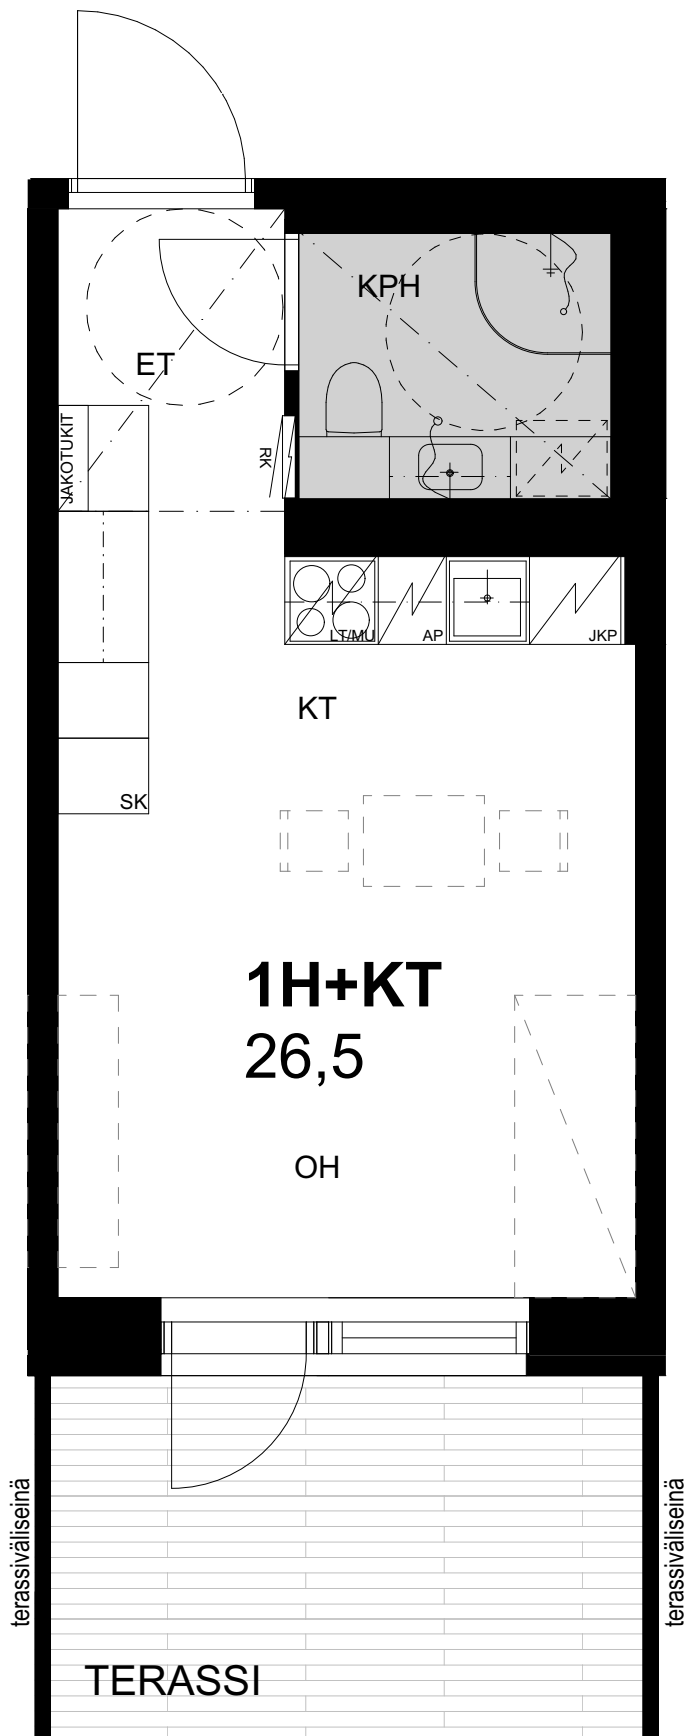 KPH
ET
JAKOTUKIT
RK
LT/MU
AP
JKP
KT
SK
1H+KT
26,5
OH
terassiväliseinä
terassiväliseinä
TERASSI